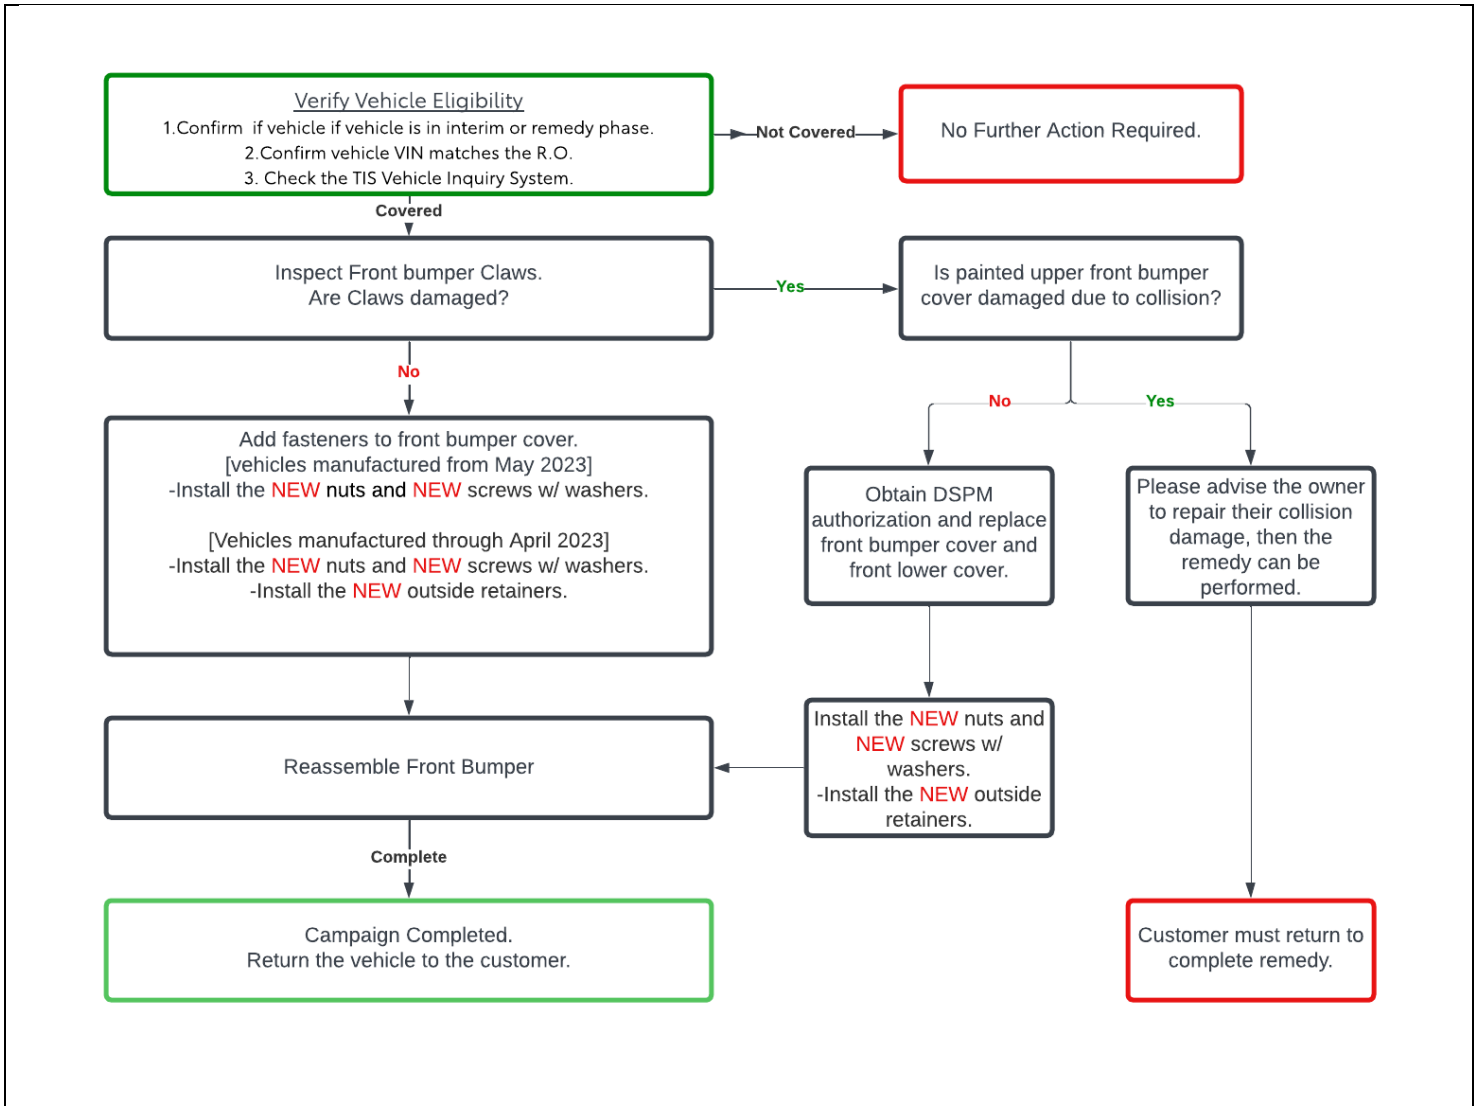 Verify Vehicle Eligibility
1.Confirm  if vehicle if vehicle is in interim or remedy phase.
2.Confirm vehicle VIN matches the R.O.
3. Check the TIS Vehicle Inquiry System.
Not Covered
No Further Action Required.
Covered
Inspect Front bumper Claws.
Are Claws damaged?
Yes
Is painted upper front bumper
cover damaged due to collision?
No
Add fasteners to front bumper cover.
[vehicles manufactured from May 2023]
-Install the NEW nuts and NEW screws w/ washers.
[Vehicles manufactured through April 2023]
-Install the NEW nuts and NEW screws w/ washers.
-Install the NEW outside retainers.
No
Yes
Obtain DSPM
authorization and replace
front bumper cover and
front lower cover.
Please advise the owner
to repair their collision
damage, then the
remedy can be
performed.
Install the NEW nuts and
NEW screws w/
washers.
-Install the NEW outside
retainers.
Reassemble Front Bumper
Complete
Campaign Completed.
Return the vehicle to the customer.
Customer must return to
complete remedy.